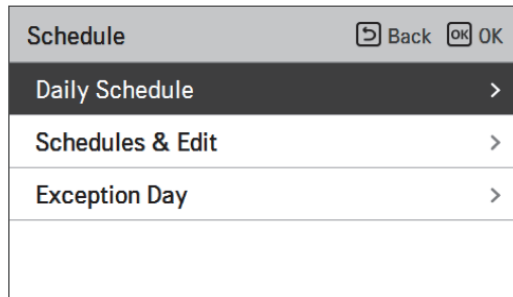 Schedule Back OK OK
Daily Schedule >
Schedules & Edit >
Exception Day >